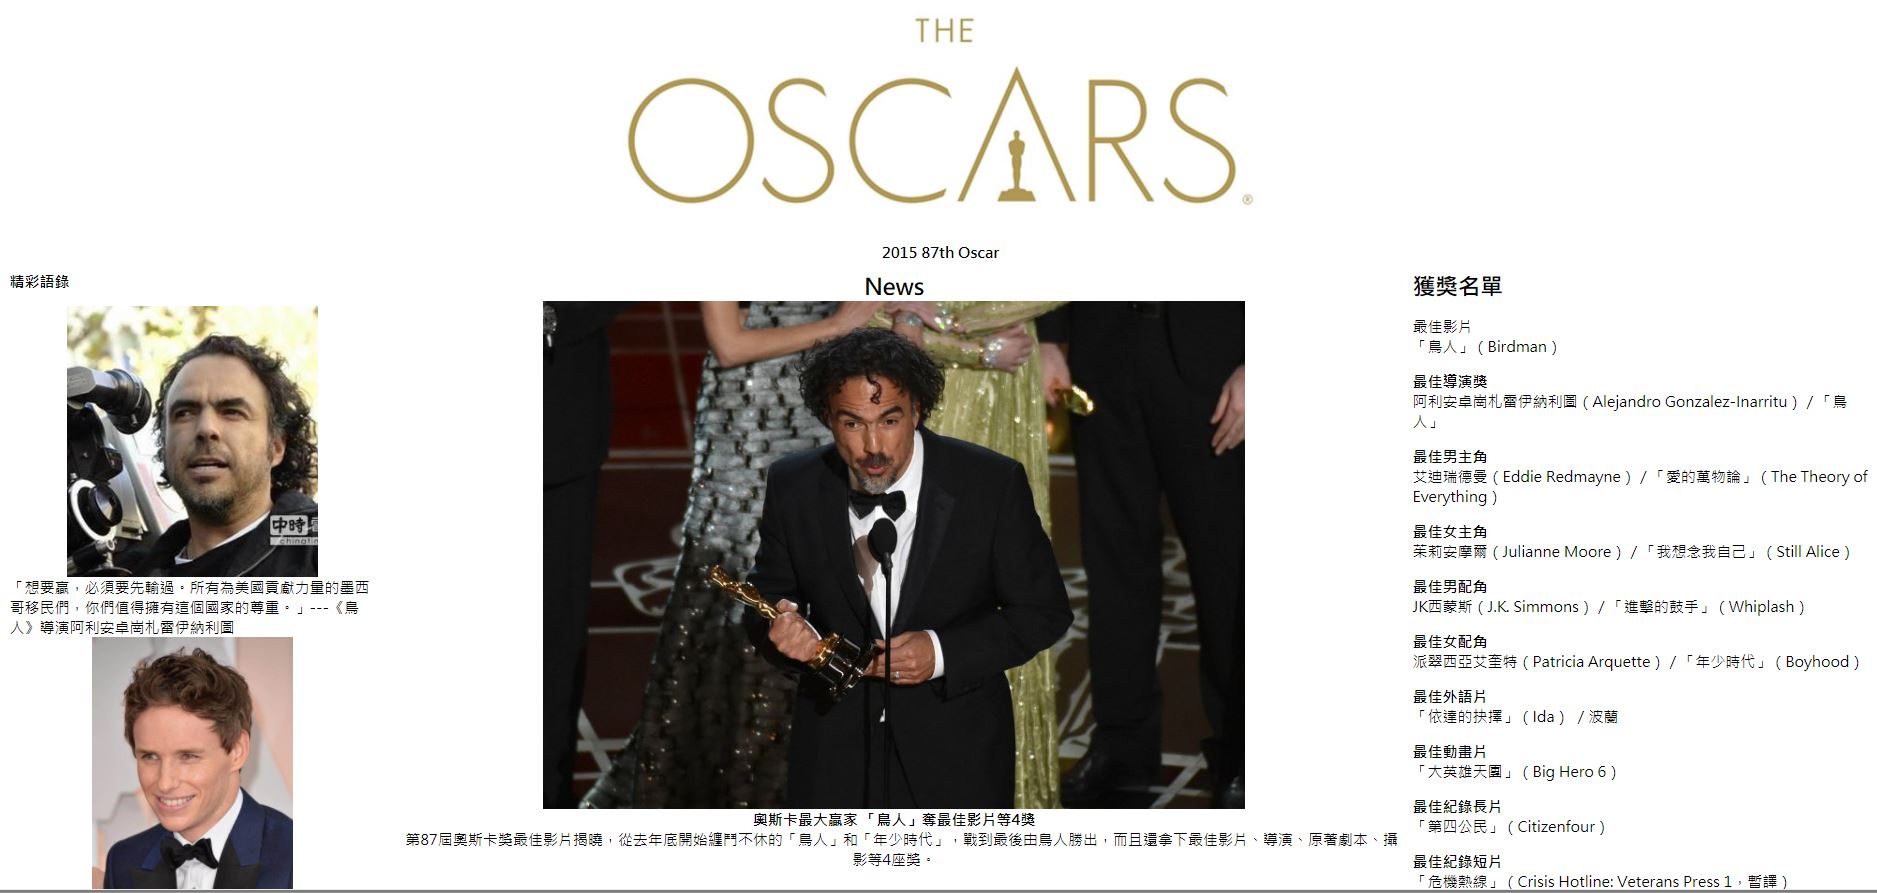 THE
OSCARS®
2015 87th Oscar
精彩語錄
中時
chinatim
「想要贏，必須要先輸過。所有為美國貢獻力量的墨西
哥移民們，你們值得擁有這個國家的尊重。」---《鳥
人》導演阿利安卓崗札雷伊納利圖
News
奧斯卡最大贏家 「鳥人」奪最佳影片等4獎
第87屆奧斯卡獎最佳影片揭曉，從去年底開始纏鬥不休的「鳥人」和「年少時代」，戰到最後由鳥人勝出，而且還拿下最佳影片、導演、原著劇本、攝
影等4座獎。
獲獎名單
最佳影片
「鳥人」（Birdman）
最佳導演獎
阿利安卓崗札雷伊納利圖（Alejandro Gonzalez-Inarritu） / 「鳥
人」
最佳男主角
艾迪瑞德曼（Eddie Redmayne） / 「愛的萬物論」（The Theory of
Everything）
最佳女主角
茱莉安摩爾（Julianne Moore） / 「我想念我自己」（Still Alice）
最佳男配角
JK西蒙斯（J.K. Simmons） / 「進擊的鼓手」（Whiplash）
最佳女配角
派翠西亞艾奎特（Patricia Arquette） / 「年少時代」（Boyhood）
最佳外語片
「依達的抉擇」（Ida） / 波蘭
最佳動畫片
「大英雄天團」（Big Hero 6）
最佳紀錄長片
「第四公民」（Citizenfour）
最佳紀錄短片
「危機熱線」（Crisis Hotline: Veterans Press 1，暫譯）